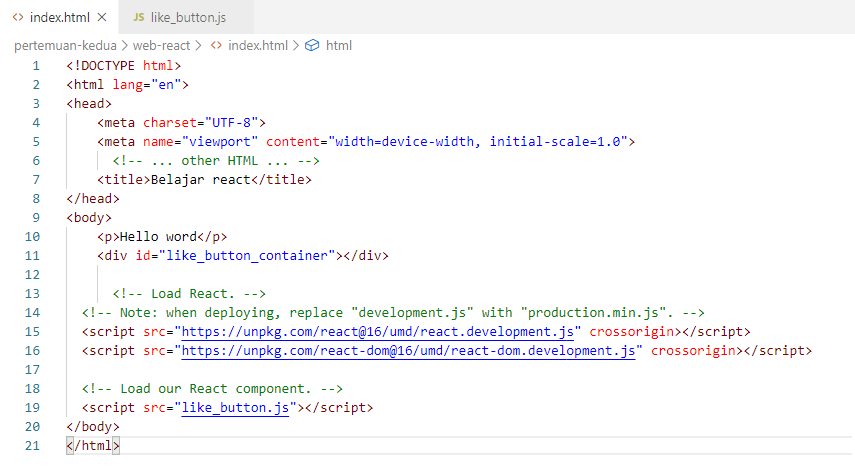 index.html
JS like_button.js
pertemuan-kedua > web-react > index.html > html
1 <!DOCTYPE html>
2 <html lang="en">
3 <head>
4 <meta charset="UTF-8">
5 <meta name="viewport" content="width=device-width, initial-scale=1.0">
6 <!-- ... other HTML ... -->
7 <title>Belajar react</title>
8 </head>
9 <body>
10 <p>Hello word</p>
11 <div id="like_button_container"></div>
12
13 <!-- Load React. -->
14 <!-- Note: when deploying, replace "development.js" with "production.min.js". -->
15 <script src="https://unpkg.com/react@16/umd/react.development.js" crossorigin></script>
16 <script src="https://unpkg.com/react-dom@16/umd/react-dom.development.js" crossorigin></script>
17
18 <!-- Load our React component. -->
19 <script src="like_button.js"></script>
20 </body>
21 </html>